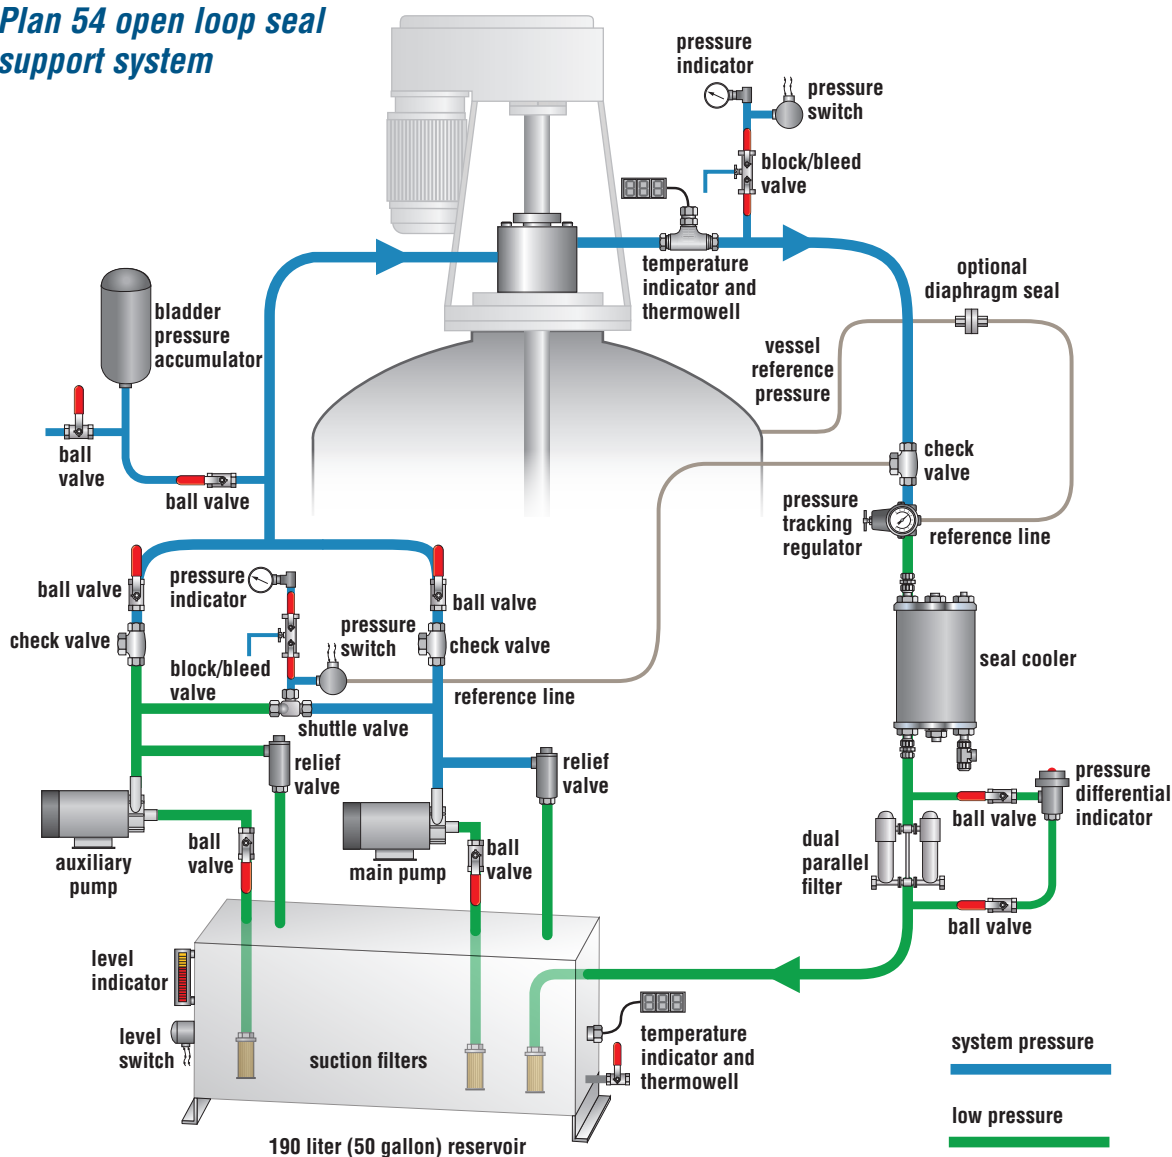 Plan 54 open loop seal
support system
pressure
indicator
pressure
switch
block/bleed
valve
temperature
indicator and
thermowell
optional
diaphragm seal
bladder
pressure
accumulator
vessel
reference
pressure
ball
valve
ball valve
check
valve
pressure
tracking
regulator
reference line
ball valve
pressure
indicator
ball valve
check valve
pressure
switch
check valve
block/bleed
valve
reference line
shuttle valve
seal cooler
relief
valve
relief
valve
pressure
differential
indicator
ball valve
auxiliary
pump
ball
valve
main pump
ball
valve
dual
parallel
filter
ball valve
level
indicator
level
switch
suction filters
temperature
indicator and
thermowell
system pressure
low pressure
190 liter (50 gallon) reservoir